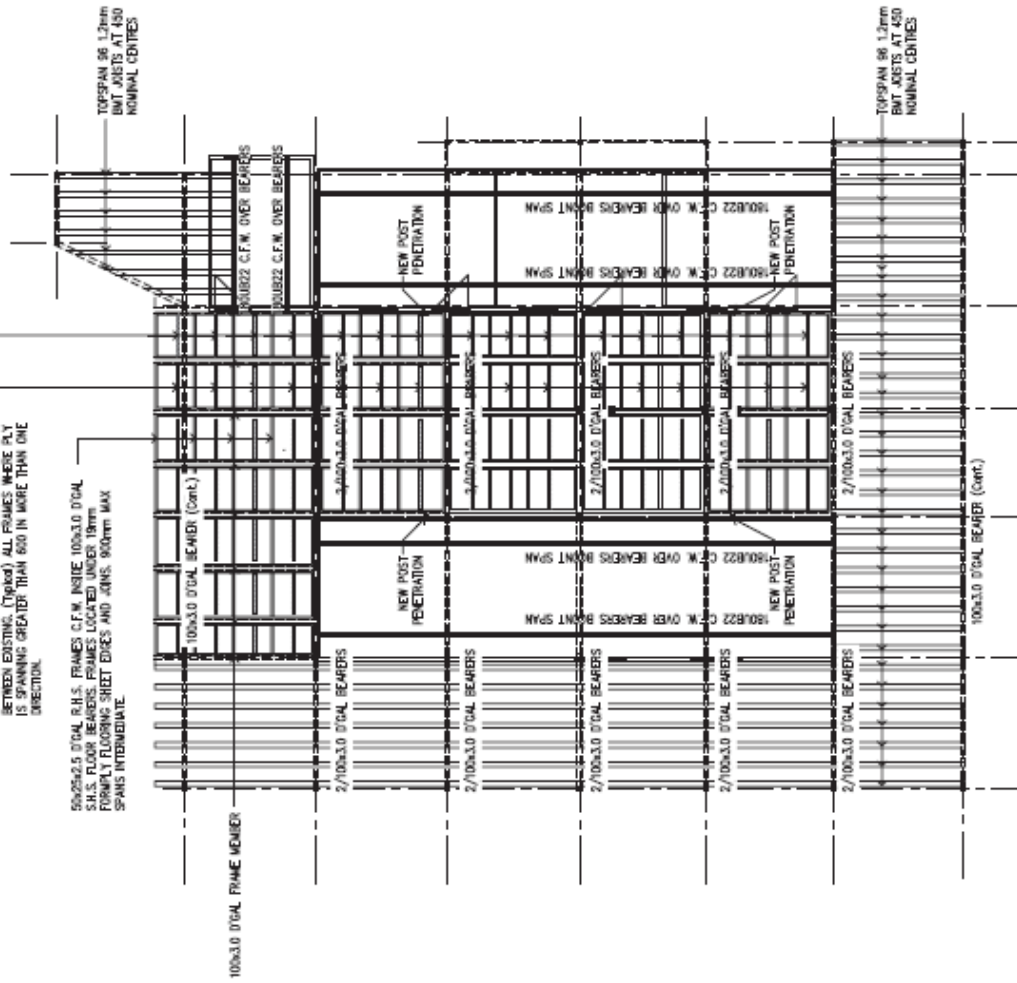 BETWEEN EXISTING. (Typical) ALL FRAMES WHERE PLY
IS SPANNING GREATER THAN 600 IN MORE THAN ONE
DIRECTION.
50x25x2.5 D'GAL R.H.S. FRAMES C.F.W. INSIDE 100x3.0 D'GAL
S.H.S. FLOOR BEARERS. FRAMES LOCATED UNDER 19mm
FORMPLY FLOORING SHEET EDGES AND JOINS. 900mm MAX
SPANS INTERMEDIATE.
100x3.0 D'GAL FRAME MEMBER
TOPSPAN 96 1.2mm
BMT JOISTS AT 450
NOMINAL CENTRES
TOPSPAN 96 1.2mm
BMT JOISTS AT 450
NOMINAL CENTRES
100x3.0 D'GAL BEARER (Cont.)
C.F.W. OVER BEARERS
C.F.W. OVER BEARERS
NEW POST
PENETRATION
NEW POST
PENETRATION
NEW POST
PENETRATION
NEW POST
PENETRATION
180UB22 C.F.W. OVER BEARERS SPAN
180UB22 C.F.W. OVER BEARERS SPAN
180UB22 C.F.W. OVER BEARERS SPAN
180UB22 C.F.W. OVER BEARERS SPAN
2/100x3.0 D'GAL BEARERS
2/100x3.0 D'GAL BEARERS
2/100x3.0 D'GAL BEARERS
2/100x3.0 D'GAL BEARERS
2/100x3.0 D'GAL BEARERS
2/100x3.0 D'GAL BEARERS
2/100x3.0 D'GAL BEARERS
2/100x3.0 D'GAL BEARERS
2/100x3.0 D'GAL BEARERS
2/100x3.0 D'GAL BEARERS
100x3.0 D'GAL BEARER (Cont.)